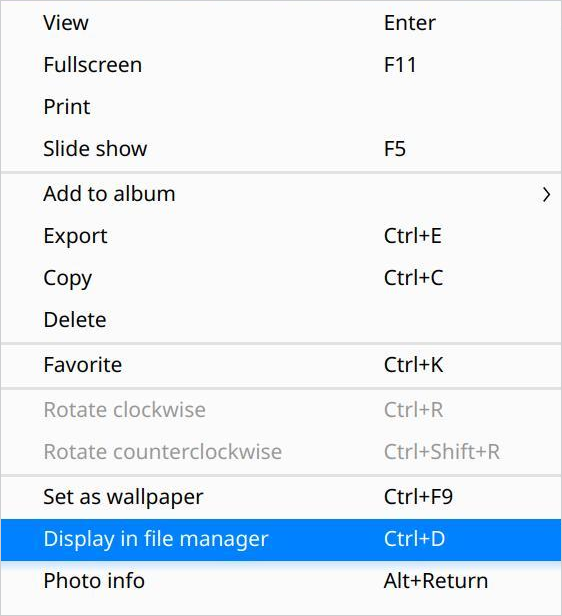 View Enter
Fullscreen F11
Print
Slide show F5
Add to album
Export Ctrl+E
Copy Ctrl+C
Delete
Favorite Ctrl+K
Rotate clockwise Ctrl+R
Rotate counterclockwise Ctrl+Shift+R
Set as wallpaper Ctrl+F9
Display in file manager Ctrl+D
Photo info Alt+Return